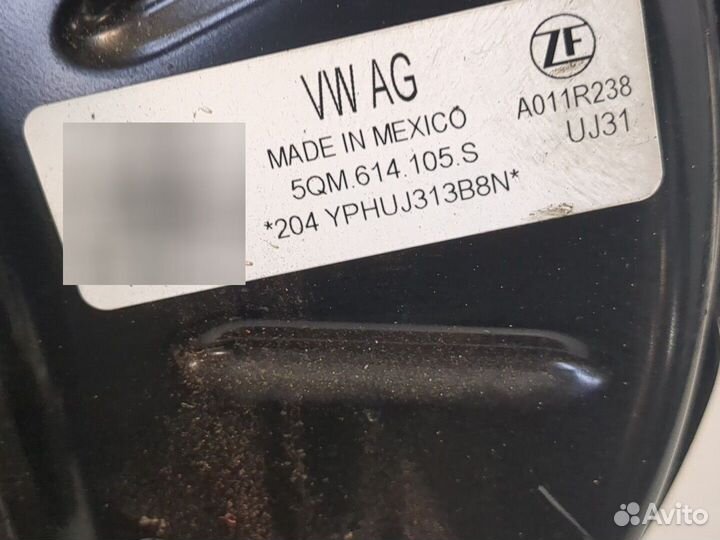 VW AG
MADE IN MEXICO
5QM.614.105.S
*204 YPHUJ313B8N*
ZF
A011R238
UJ31
Avito